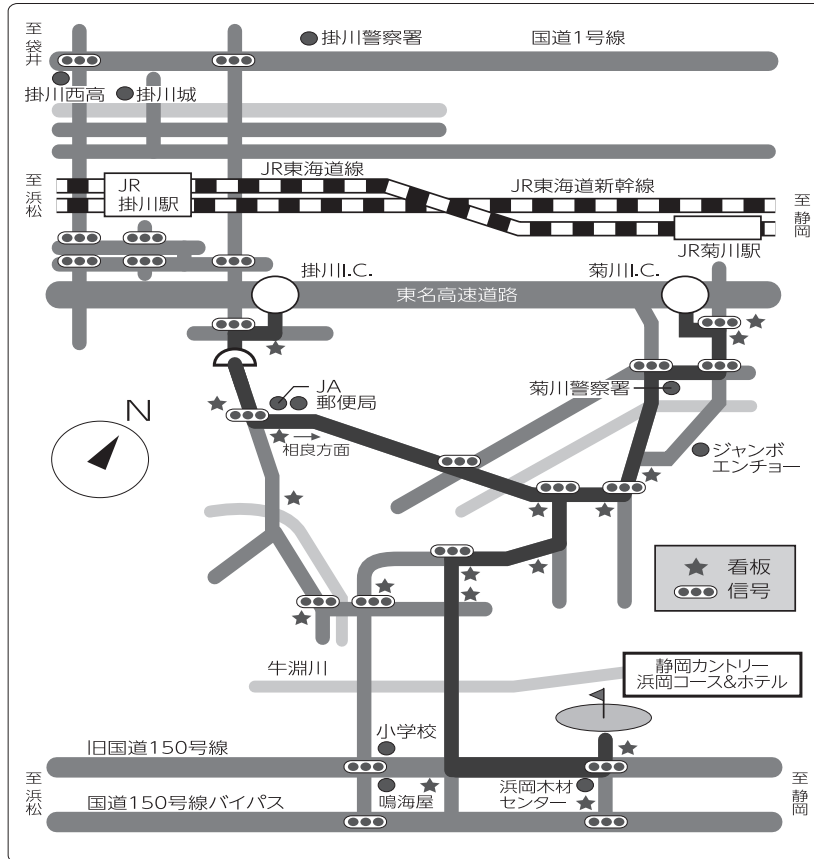 至袋井
掛川警察署
国道1号線
掛川西高
掛川城
至浜松
JR
掛川駅
JR東海道線
JR東海道新幹線
至静岡
JR菊川駅
掛川I.C.
菊川I.C.
東名高速道路
N
JA
郵便局
相良方面
菊川警察署
ジャンボ
エンチョー
看板
信号
牛淵川
静岡カントリー
浜岡コース&ホテル
小学校
旧国道150号線
至浜松
鳴海屋
浜岡木材
センター
至静岡
国道150号線バイパス